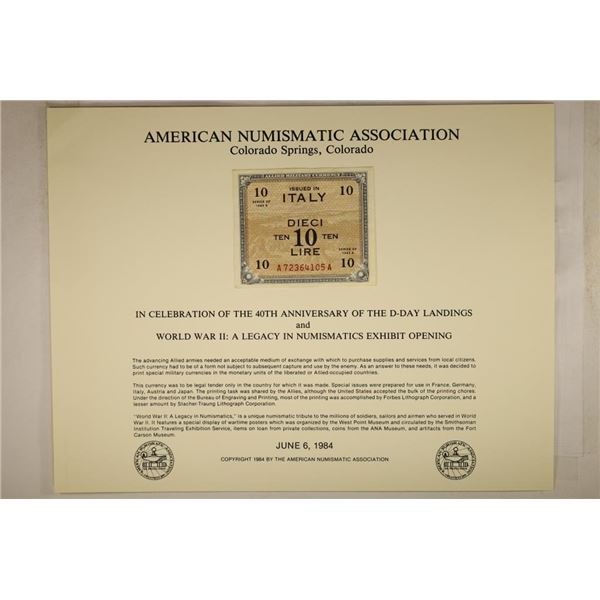 AMERICAN NUMISMATIC ASSOCIATION
Colorado Springs, Colorado
ALLIED MILITARY CURRENCY
10 ISSUED IN 10
SERIES OF
ITALY
DIECI
TEN 10 TEN
LIRE
SERIES OF
10 10
A72364105A
IN CELEBRATION OF THE 40TH ANNIVERSARY OF THE D-DAY LANDINGS
and
WORLD WAR II: A LEGACY IN NUMISMATICS EXHIBIT OPENING
The advancing Allied armies needed an acceptable medium of exchange with which to purchase supplies and services from local citizens.
Such currency had to be of a form not subject to subsequent capture and use by the enemy. As an answer to these needs, it was decided to
print special military currencies in the monetary units of the liberated or Allied-occupied countries.
This currency was to be legal tender only in the country for which it was made. Special issues were prepared for use in France, Germany,
Italy, Austria and Japan. The printing task was shared by the Allies, although the United States accepted the bulk of the printing chores.
Under the direction of the Bureau of Engraving and Printing, most of the printing was accomplished by Forbes Lithograph Corporation, and a
lesser amount by Stecher-Traung Lithograph Corporation.
"World War II: A Legacy in Numismatics," is a unique numismatic tribute to the millions of soldiers, sailors and airmen who served in World
War II. It features a special display of wartime posters which was organized by the West Point Museum and circulated by the Smithsonian
Institution Traveling Exhibition Service, items on loan from private collections, coins from the ANA Museum, and artifacts from the Fort
Carson Museum.
JUNE 6, 1984
COPYRIGHT 1984 BY THE AMERICAN NUMISMATIC ASSOCIATION
AMERICAN NUMISMATIC ASSOCIATION
AMERICAN NUMISMATIC ASSOCIATION